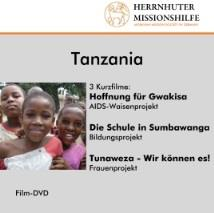 HERRNHUTER
MISSIONSHILFE
Tanzania
3 Kurzfilme:
Hoffnung für Gwakisa
AIDS-Waisenprojekt
Die Schule in Sumbawanga
Bildungsprojekt
Tunaweza - Wir können es!
Frauenprojekt
Film-DVD